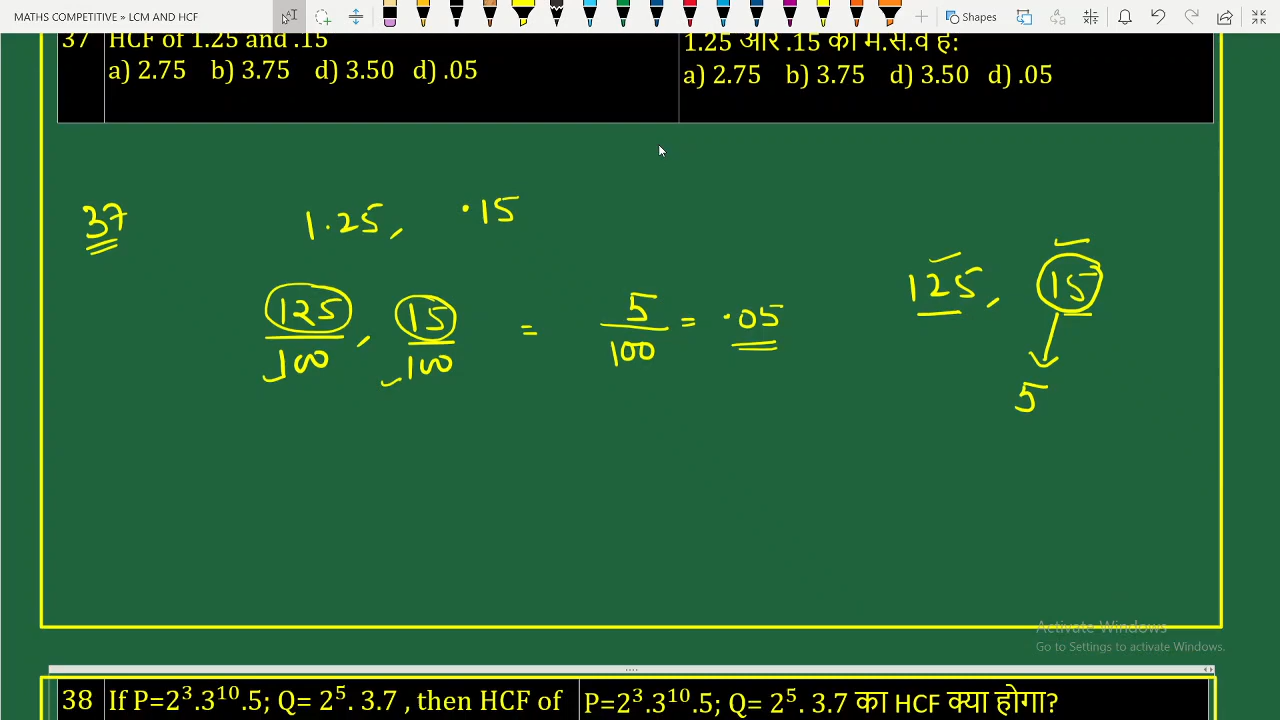 MATHS COMPETITIVE » LCM AND HCF
Shapes
37 HCF of 1.25 and .15
a) 2.75 b) 3.75 d) 3.50 d) .05
1.25 और .15 का म.स.व है:
a) 2.75 b) 3.75 d) 3.50 d) .05
37
1.25, .15
125/100, 15/100 = 5/100 = .05
125, 15
5
Activate Windows
Go to Settings to activate Windows.
38 If P=2³.3¹⁰.5; Q= 2⁵. 3.7 , then HCF of
P=2³.3¹⁰.5; Q= 2⁵. 3.7 का HCF क्या होगा?